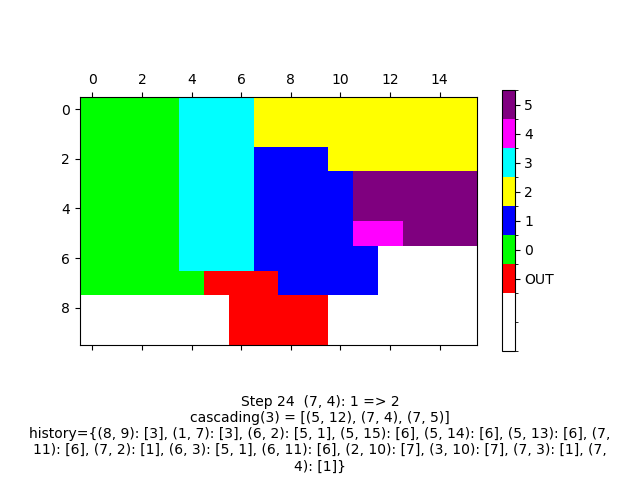 0 2 4 6 8 10 12 14
0
2
4
6
8
5
4
3
2
1
0
OUT
Step 24  (7, 4): 1 => 2
cascading(3) = [(5, 12), (7, 4), (7, 5)]
history={(8, 9): [3], (1, 7): [3], (6, 2): [5, 1], (5, 15): [6], (5, 14): [6], (5, 13): [6], (7,
11): [6], (7, 2): [1], (6, 3): [5, 1], (6, 11): [6], (2, 10): [7], (3, 10): [7], (7, 3): [1], (7,
4): [1]}